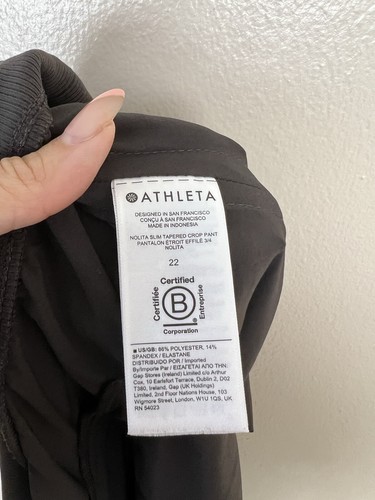 ATHLETA
DESIGNED IN SAN FRANCISCO
CONÇU À SAN FRANCISCO
MADE IN INDONESIA
NOLITA SLIM TAPERED CROP PANT
PANTALON ÉTROIT EFFILÉ 3/4
NOLITA
22
Certified
Certifiée
B
Entreprise
Corporation
■ US/GB: 86% POLYESTER, 14%
SPANDEX / ELASTANE
DISTRIBUÉ PAR / Imported
By/Importé Par / ΕΙΣΑΓΕΤΑΙ ΑΠΟ ΤΗΝ:
Gap Stores (Ireland) Limited c/o Arthur
Cox, 10 Earlsfort Terrace, Dublin 2, D02
T380, Ireland, Gap (UK Holdings)
Limited, 2nd Floor Nations House, 103
Wigmore Street, London, W1U 1QS, UK
RN 54023